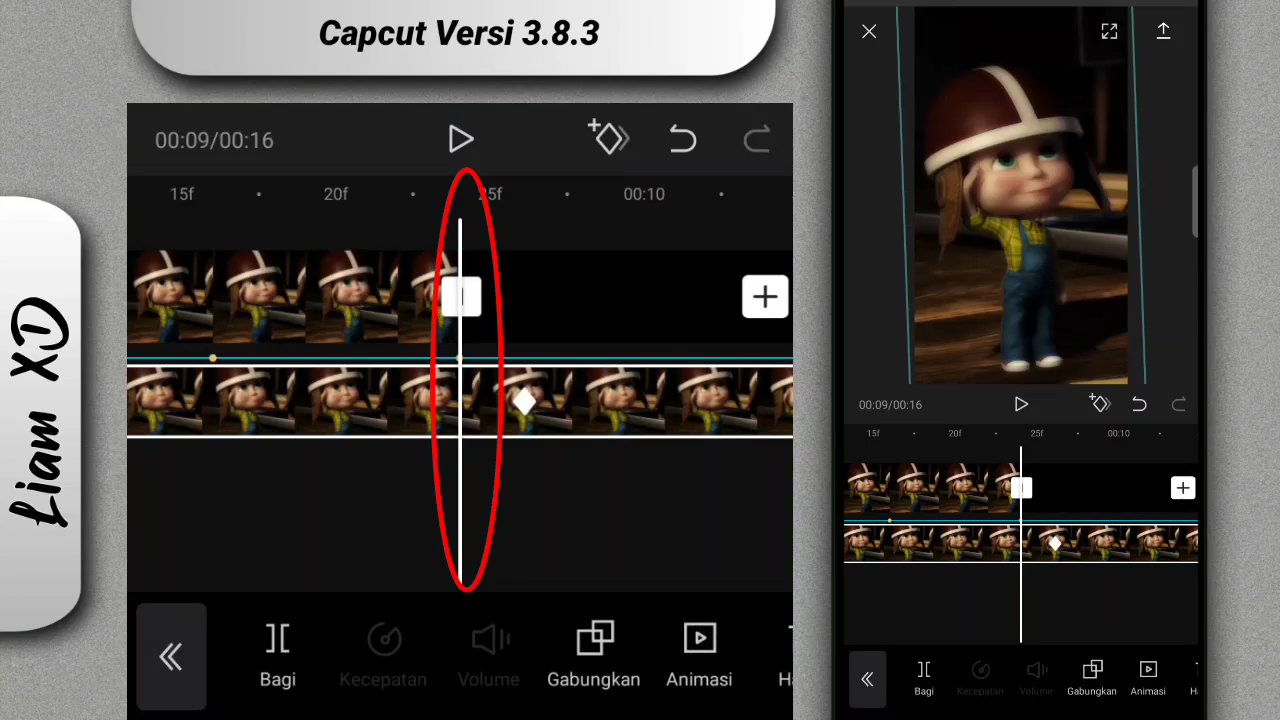 Capcut Versi 3.8.3
Liam XD
00:09/00:16
15f 20f 25f 00:10
Bagi Kecepatan Volume Gabungkan Animasi H
00:09/00:16
15f 20f 25f 00:10
Bagi Kecepatan Volume Gabungkan Animasi H